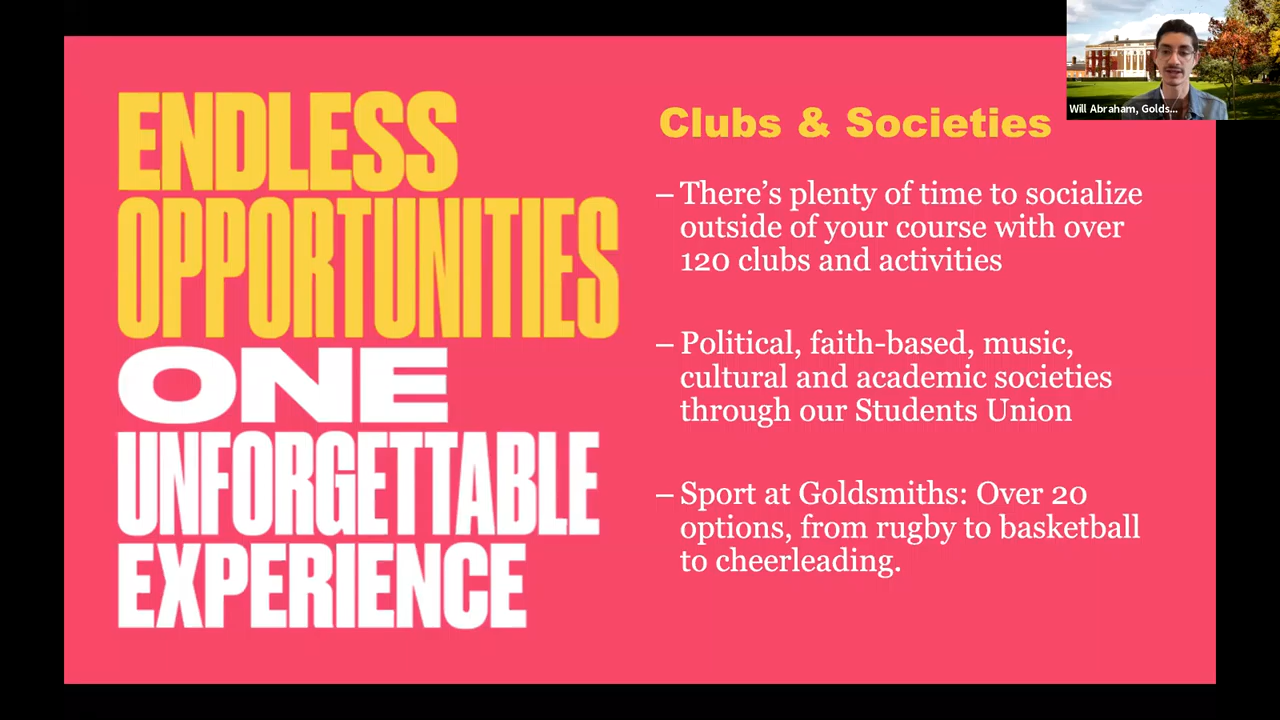 ENDLESS
OPPORTUNITIES
ONE
UNFORGETTABLE
EXPERIENCE
Clubs & Societies
– There’s plenty of time to socialize
outside of your course with over
120 clubs and activities
– Political, faith-based, music,
cultural and academic societies
through our Students Union
– Sport at Goldsmiths: Over 20
options, from rugby to basketball
to cheerleading.
Will Abraham, Golds...